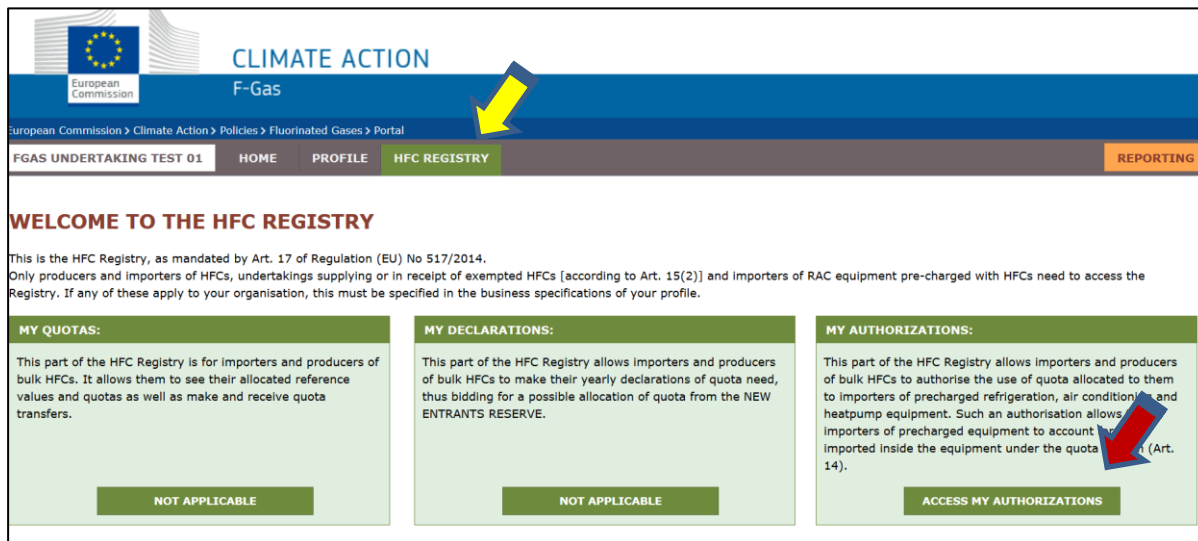 European
Commission
CLIMATE ACTION
F-Gas
European Commission > Climate Action > Policies > Fluorinated Gases > Portal
FGAS UNDERTAKING TEST 01 HOME PROFILE HFC REGISTRY REPORTING
WELCOME TO THE HFC REGISTRY
This is the HFC Registry, as mandated by Art. 17 of Regulation (EU) No 517/2014.
Only producers and importers of HFCs, undertakings supplying or in receipt of exempted HFCs [according to Art. 15(2)] and importers of RAC equipment pre-charged with HFCs need to access the
Registry. If any of these apply to your organisation, this must be specified in the business specifications of your profile.
MY QUOTAS:
This part of the HFC Registry is for importers and producers of
bulk HFCs. It allows them to see their allocated reference
values and quotas as well as make and receive quota
transfers.
NOT APPLICABLE
MY DECLARATIONS:
This part of the HFC Registry allows importers and producers
of bulk HFCs to make their yearly declarations of quota need,
thus bidding for a possible allocation of quota from the NEW
ENTRANTS RESERVE.
NOT APPLICABLE
MY AUTHORIZATIONS:
This part of the HFC Registry allows importers and producers
of bulk HFCs to authorise the use of quota allocated to them
to importers of precharged refrigeration, air conditioning and
heatpump equipment. Such an authorisation allows
importers of precharged equipment to account
imported inside the equipment under the quota (Art.
14).
ACCESS MY AUTHORIZATIONS